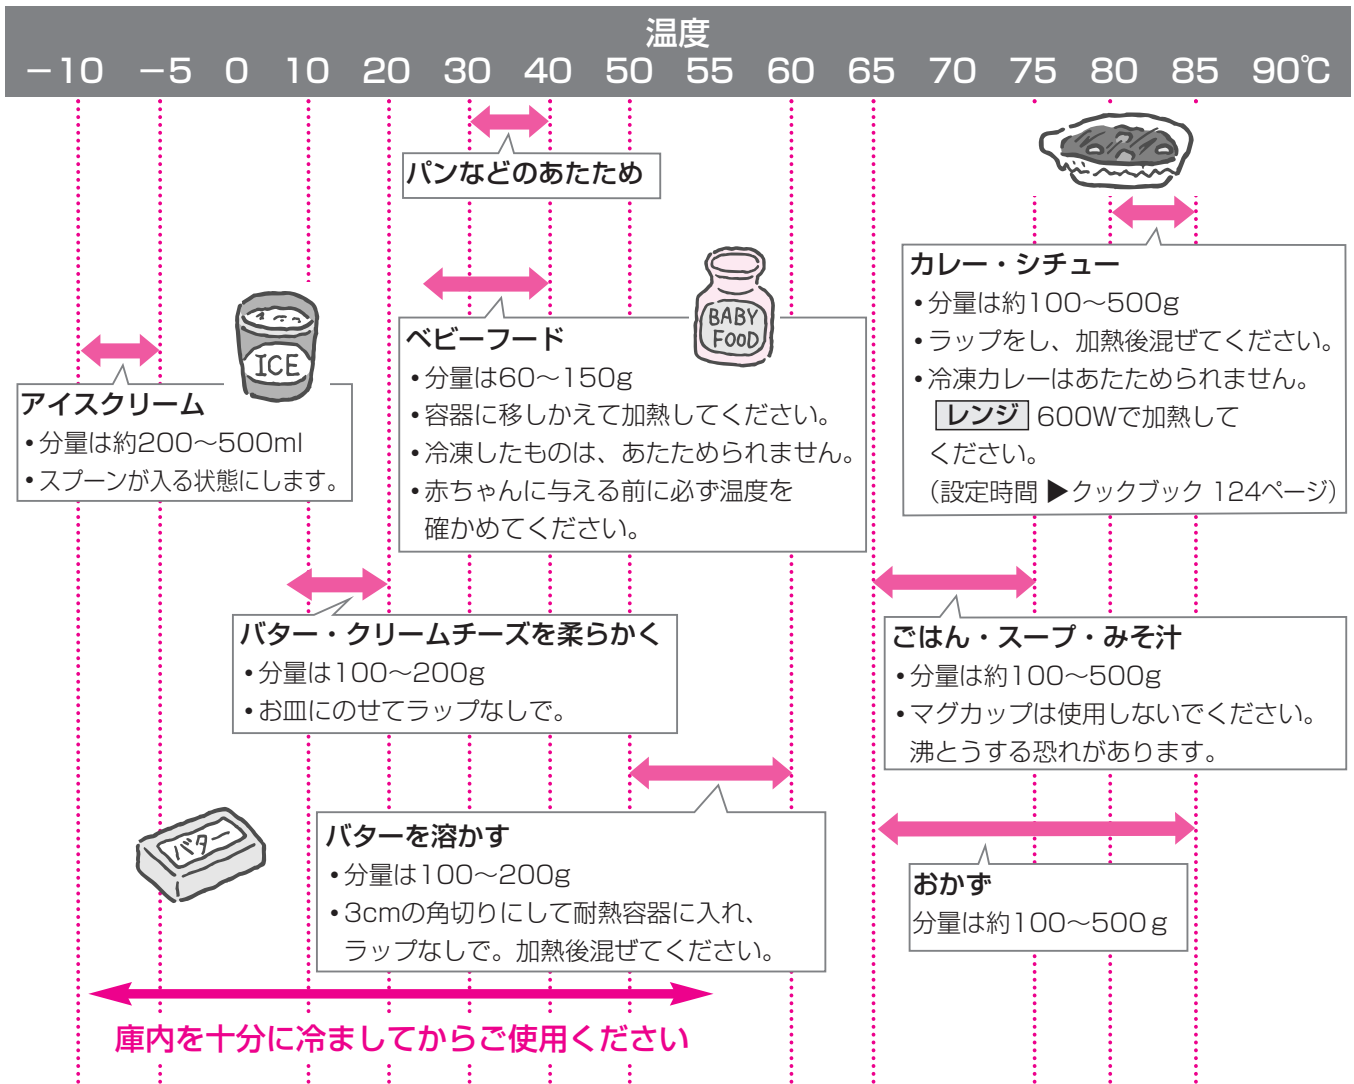 温度
－10 －5 0 10 20 30 40 50 55 60 65 70 75 80 85 90℃
パンなどのあたため
カレー・シチュー
•分量は約100～500g
•ラップをし、加熱後混ぜてください。
•冷凍カレーはあたためられません。
レンジ 600Wで加熱して
ください。
（設定時間 ▶クックブック 124ページ）
BABY
FOOD
ベビーフード
•分量は60～150g
•容器に移しかえて加熱してください。
•冷凍したものは、あたためられません。
•赤ちゃんに与える前に必ず温度を
確かめてください。
ICE
アイスクリーム
•分量は約200～500ml
•スプーンが入る状態にします。
バター・クリームチーズを柔らかく
•分量は100～200g
•お皿にのせてラップなしで。
ごはん・スープ・みそ汁
•分量は約100～500g
•マグカップは使用しないでください。
沸とうする恐れがあります。
バター
バターを溶かす
•分量は100～200g
•3cmの角切りにして耐熱容器に入れ、
ラップなしで。加熱後混ぜてください。
おかず
分量は約100～500g
庫内を十分に冷ましてからご使用ください